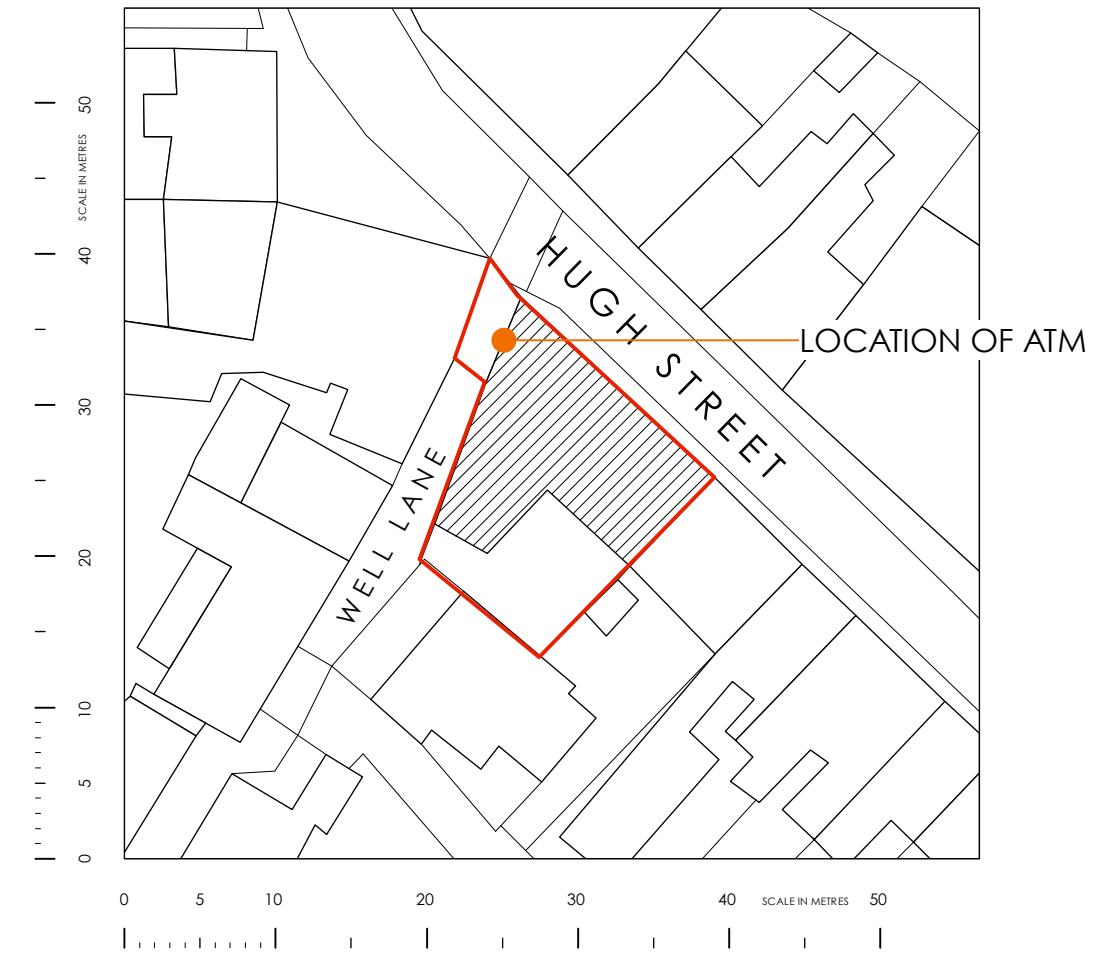 50
SCALE IN METRES
40
HUGH STREET
LOCATION OF ATM
30
WELL LANE
20
10
5
0
0 5 10 20 30 40 SCALE IN METRES 50